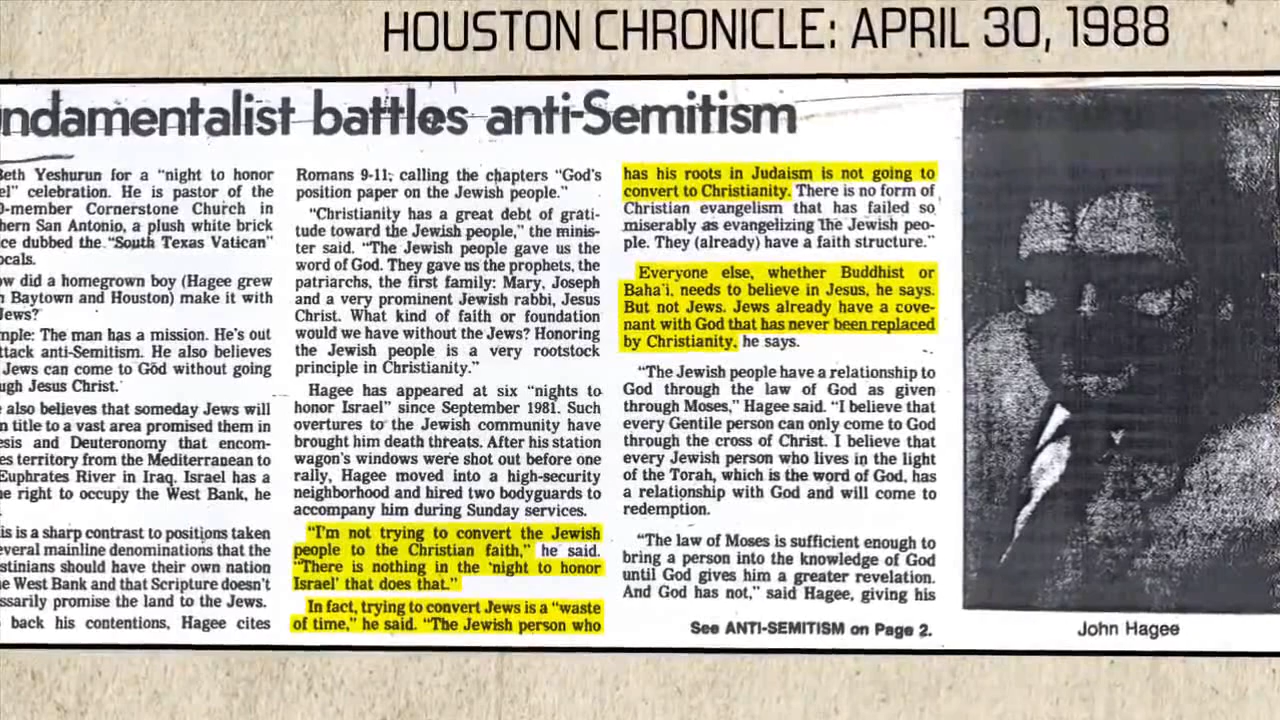 HOUSTON CHRONICLE: APRIL 30, 1988
ndamentalist battles anti-Semitism
Beth Yeshurun for a "night to honor
el" celebration. He is pastor of the
0-member Cornerstone Church in
hern San Antonio, a plush white brick
ice dubbed the "South Texas Vatican"
ocals.
ow did a homegrown boy (Hagee grew
n Baytown and Houston) make it with
Jews?
mple: The man has a mission. He's out
ttack anti-Semitism. He also believes
Jews can come to God without going
ugh Jesus Christ.
e also believes that someday Jews will
n title to a vast area promised them in
esis and Deuteronomy that encom-
es territory from the Mediterranean to
Euphrates River in Iraq. Israel has a
he right to occupy the West Bank, he
is is a sharp contrast to positions taken
everal mainline denominations that the
stinians should have their own nation
he West Bank and that Scripture doesn't
ssarily promise the land to the Jews.
back his contentions, Hagee cites
Romans 9-11, calling the chapters "God's
position paper on the Jewish people."
"Christianity has a great debt of grati-
tude toward the Jewish people," the minis-
ter said. "The Jewish people gave us the
word of God. They gave us the prophets, the
patriarchs, the first family: Mary, Joseph
and a very prominent Jewish rabbi, Jesus
Christ. What kind of faith or foundation
would we have without the Jews? Honoring
the Jewish people is a very rootstock
principle in Christianity."
Hagee has appeared at six "nights to
honor Israel" since September 1981. Such
overtures to the Jewish community have
brought him death threats. After his station
wagon's windows were shot out before one
rally, Hagee moved into a high-security
neighborhood and hired two bodyguards to
accompany him during Sunday services.
"I'm not trying to convert the Jewish
people to the Christian faith," he said.
"There is nothing in the 'night to honor
Israel' that does that."
In fact, trying to convert Jews is a "waste
of time," he said. "The Jewish person who
has his roots in Judaism is not going to
convert to Christianity. There is no form of
Christian evangelism that has failed so
miserably as evangelizing the Jewish peo-
ple. They (already) have a faith structure."
Everyone else, whether Buddhist or
Baha'i, needs to believe in Jesus, he says.
But not Jews. Jews already have a cove-
nant with God that has never been replaced
by Christianity, he says.
"The Jewish people have a relationship to
God through the law of God as given
through Moses," Hagee said. "I believe that
every Gentile person can only come to God
through the cross of Christ. I believe that
every Jewish person who lives in the light
of the Torah, which is the word of God, has
a relationship with God and will come to
redemption.
"The law of Moses is sufficient enough to
bring a person into the knowledge of God
until God gives him a greater revelation.
And God has not," said Hagee, giving his
See ANTI-SEMITISM on Page 2.
John Hagee